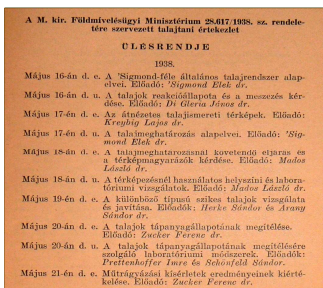 A M. kir. Földmivelésügyi Minisztérium 28.617/1938. sz. rendele-
tére szervezett talajtani értekezlet
ÜLÉSRENDJE
1938.
Május 16-án d. e. A 'Sigmond-féle általános talajrendszer alap-
elvei. Előadó: 'Sigmond Elek dr.
Május 16-án d. u. A talajok reakcióállapota és a meszezés kér-
dése. Előadó: Di Gleria János dr.
Május 17-én d. e. Az átnézetes talajismereti térképek. Előadó:
Kreybig Lajos dr.
Május 17-én d. u. A talajmeghatározás alapelvei. Előadó: 'Sig-
mond Elek dr.
Május 18-án d. e. A talajmeghatározásnál követendő eljárás és
a térképmagyarázók kérdése. Előadó: Mados
László dr.
Május 18-án d. u. A térképezésnél használatos helyszíni és labora-
tóriumi vizsgálatok. Előadó: Mados László dr.
Május 19-én d. e. A különböző típusú szikes talajok vizsgálata
és javítása. Előadók: Herke Sándor és Arany
Sándor dr.
Május 20-án d. e. A talajok tápanyagállapotának megítélése.
Előadó: Zucker Ferenc dr.
Május 20-án d. u. A talajok tápanyagállapotának megítélésére
szolgáló laboratóriumi módszerek. Előadók:
Prettenhoffer Imre és Schönfeld Sándor.
Május 21-én d. e. Műtrágyázási kísérletek eredményeinek kiérté-
kelése. Előadó: Zucker Ferenc dr.